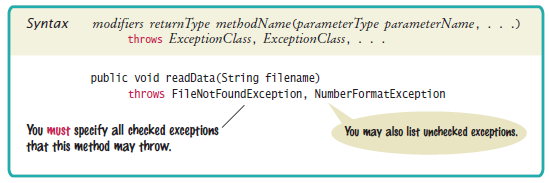 Syntax modifiers returnType methodName(parameterType parameterName, . . .)
throws ExceptionClass, ExceptionClass, . . .
public void readData(String filename)
throws FileNotFoundException, NumberFormatException
You must specify all checked exceptions
that this method may throw.
You may also list unchecked exceptions.